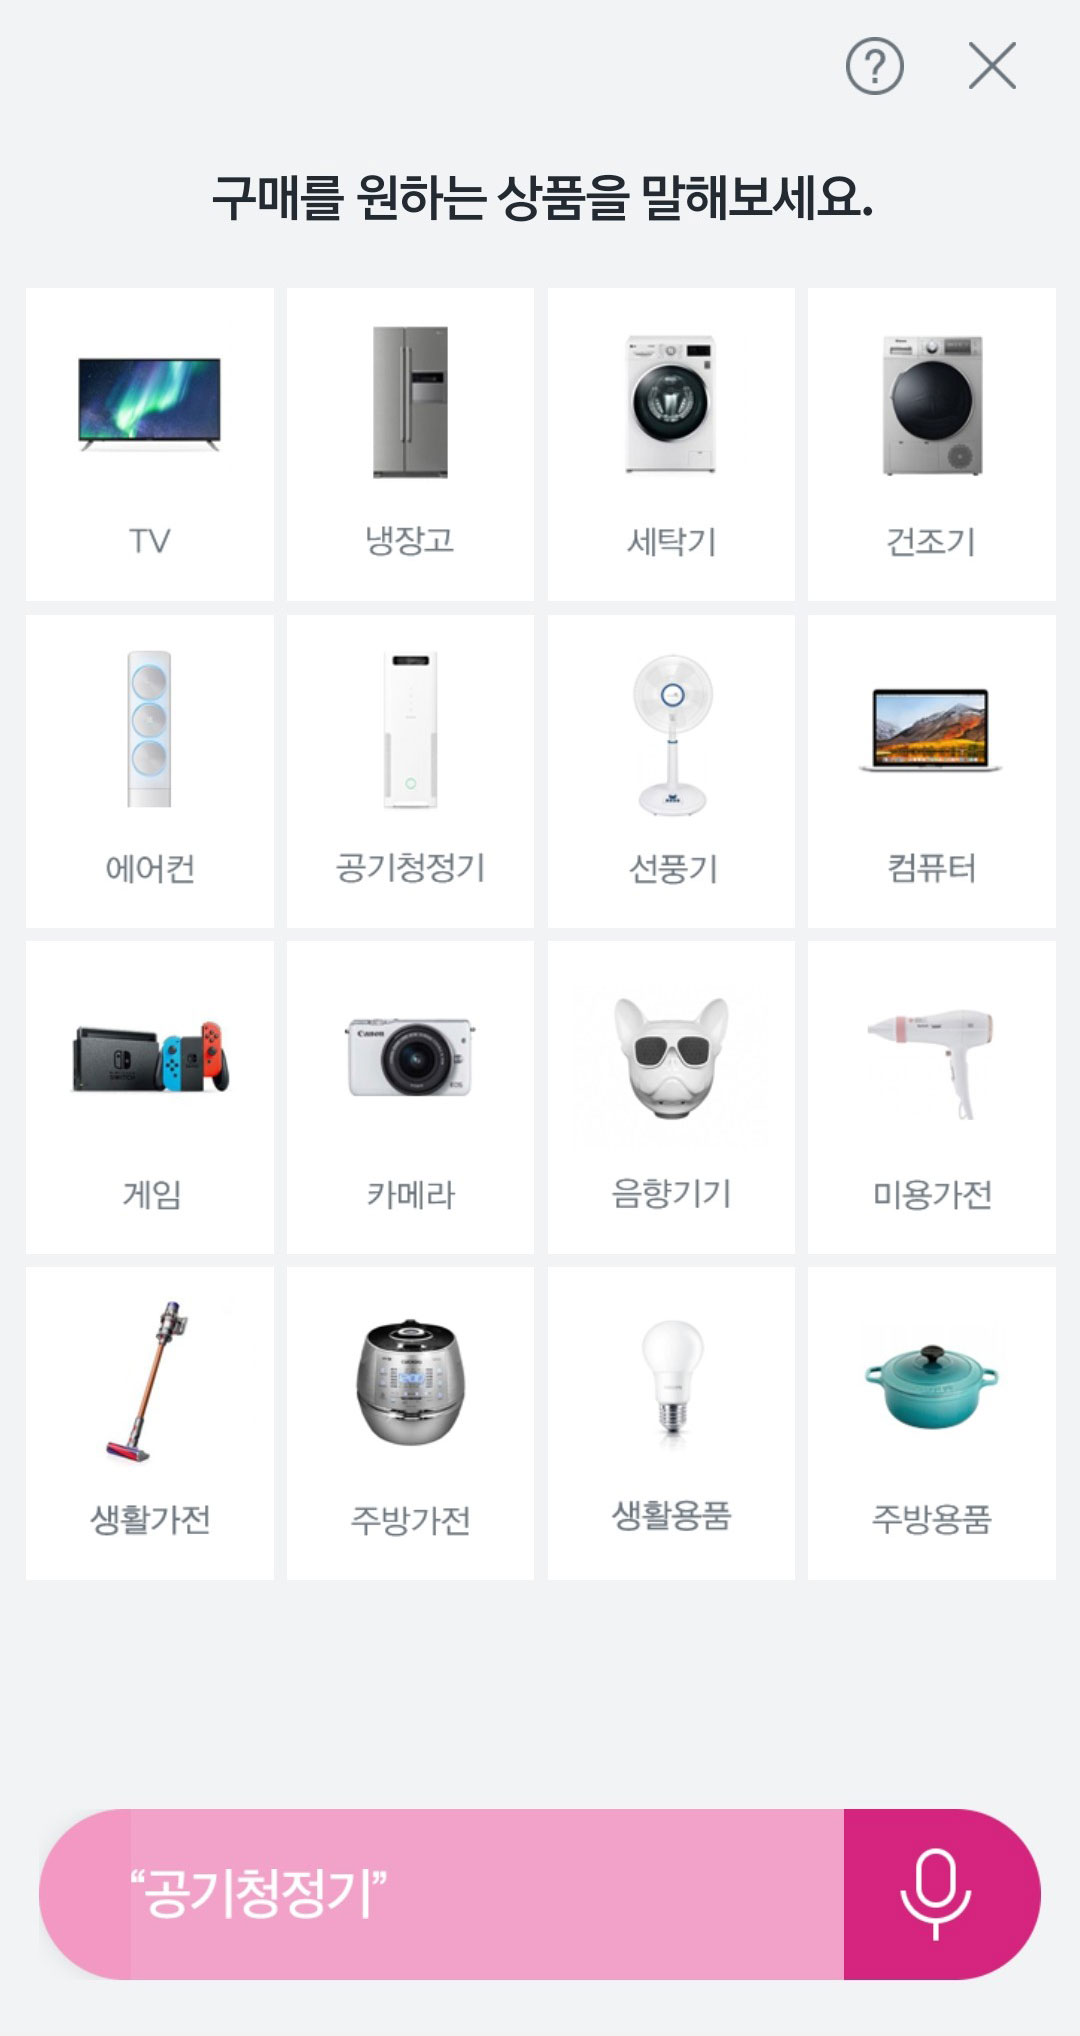 ?
구매를 원하는 상품을 말해보세요.
TV 냉장고 세탁기 건조기
에어컨 공기청정기 선풍기 컴퓨터
SWITCH
Canon
EOS
게임 카메라 음향기기 미용가전
생활가전 주방가전 생활용품 주방용품
“공기청정기”